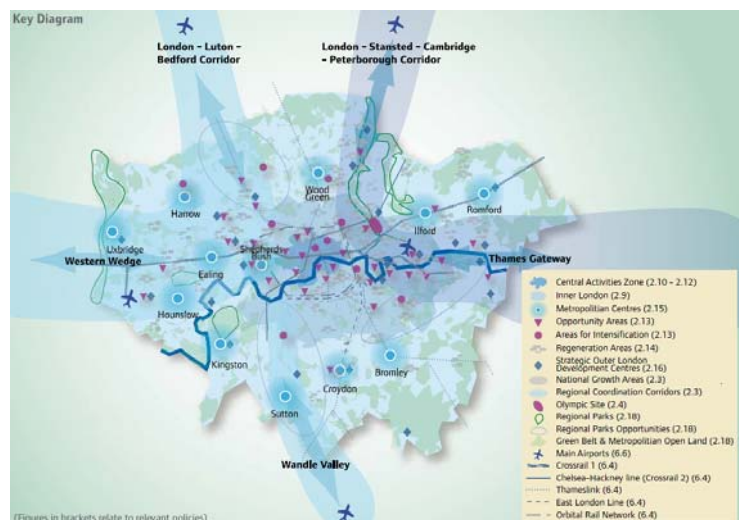 Key Diagram
London – Luton –
Bedford Corridor
London – Stansted – Cambridge
– Peterborough Corridor
Wood
Green
Harrow
Romford
Ilford
Uxbridge
Shepherds
Bush
Western Wedge
Thames Gateway
Ealing
Hounslow
Kingston
Bromley
Croydon
Sutton
Wandle Valley
Central Activities Zone (2.10 – 2.12)
Inner London (2.9)
Metropolitan Centres (2.15)
Opportunity Areas (2.13)
Areas for Intensification (2.13)
Regeneration Areas (2.14)
Strategic Outer London
Development Centres (2.16)
National Growth Areas (2.3)
Regional Coordination Corridors (2.3)
Olympic Site (2.4)
Regional Parks (2.18)
Regional Parks Opportunities (2.18)
Green Belt & Metropolitan Open Land (2.18)
Main Airports (6.6)
Crossrail 1 (6.4)
Chelsea–Hackney line (Crossrail 2) (6.4)
Thameslink (6.4)
East London Line (6.4)
Orbital Rail Network (6.4)
(Figures in brackets relate to relevant policies)